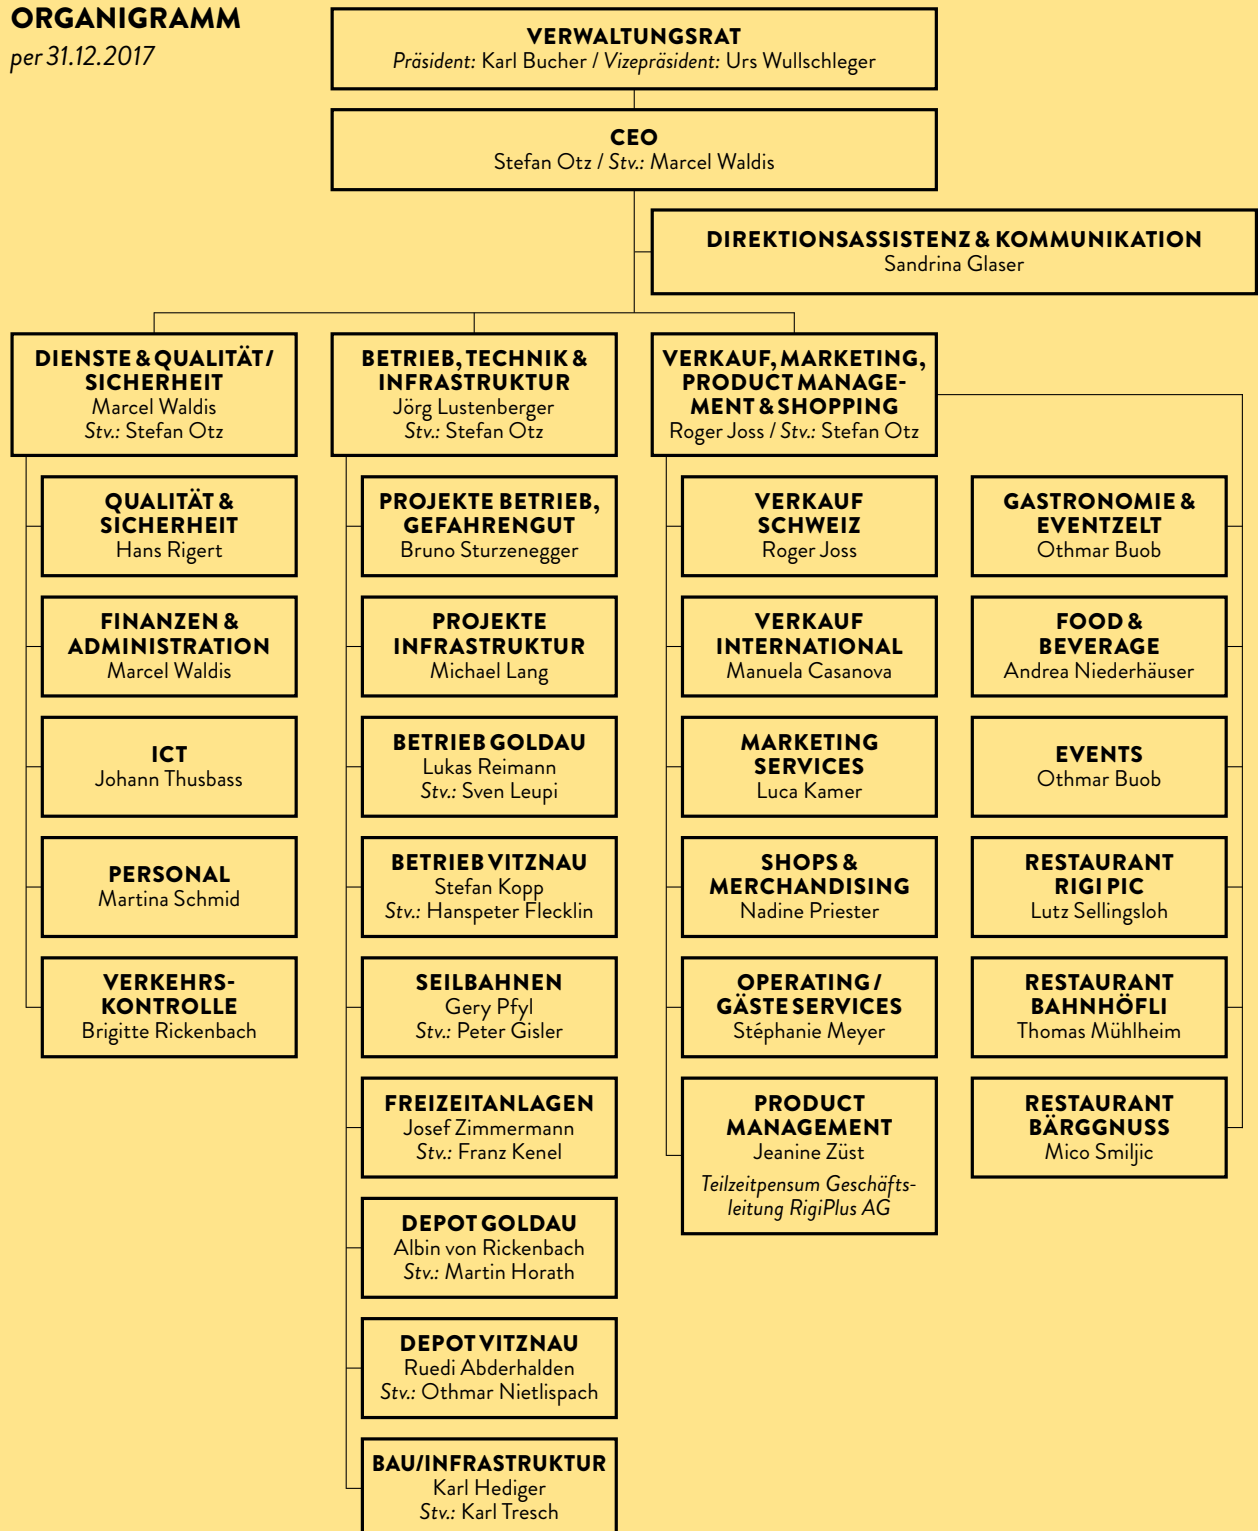 ORGANIGRAMM
per 31.12.2017
VERWALTUNGSRAT
Präsident: Karl Bucher / Vizepräsident: Urs Wullschleger
CEO
Stefan Otz / Stv.: Marcel Waldis
DIREKTIONSASSISTENZ & KOMMUNIKATION
Sandrina Glaser
DIENSTE & QUALITÄT/
SICHERHEIT
Marcel Waldis
Stv.: Stefan Otz
QUALITÄT &
SICHERHEIT
Hans Rigert
FINANZEN &
ADMINISTRATION
Marcel Waldis
ICT
Johann Thusbass
PERSONAL
Martina Schmid
VERKEHRS-
KONTROLLE
Brigitte Rickenbach
BETRIEB, TECHNIK &
INFRASTRUKTUR
Jörg Lustenberger
Stv.: Stefan Otz
PROJEKTE BETRIEB,
GEFAHRENGUT
Bruno Sturzenegger
PROJEKTE
INFRASTRUKTUR
Michael Lang
BETRIEB GOLDAU
Lukas Reimann
Stv.: Sven Leupi
BETRIEB VITZNAU
Stefan Kopp
Stv.: Hanspeter Flecklin
SEILBAHNEN
Gery Pfyl
Stv.: Peter Gisler
FREIZEITANLAGEN
Josef Zimmermann
Stv.: Franz Kenel
DEPOT GOLDAU
Albin von Rickenbach
Stv.: Martin Horath
DEPOT VITZNAU
Ruedi Abderhalden
Stv.: Othmar Nietlispach
BAU/INFRASTRUKTUR
Karl Hediger
Stv.: Karl Tresch
VERKAUF, MARKETING,
PRODUCT MANAGE-
MENT & SHOPPING
Roger Joss / Stv.: Stefan Otz
VERKAUF
SCHWEIZ
Roger Joss
VERKAUF
INTERNATIONAL
Manuela Casanova
MARKETING
SERVICES
Luca Kamer
SHOPS &
MERCHANDISING
Nadine Priester
OPERATING/
GÄSTESERVICES
Stéphanie Meyer
PRODUCT
MANAGEMENT
Jeanine Züst
Teilzeitpensum Geschäfts-
leitung RigiPlus AG
GASTRONOMIE &
EVENTZELT
Othmar Buob
FOOD &
BEVERAGE
Andrea Niederhäuser
EVENTS
Othmar Buob
RESTAURANT
RIGI PIC
Lutz Sellingsloh
RESTAURANT
BAHNHÖFLI
Thomas Mühlheim
RESTAURANT
BÄRGGNUSS
Mico Smiljic